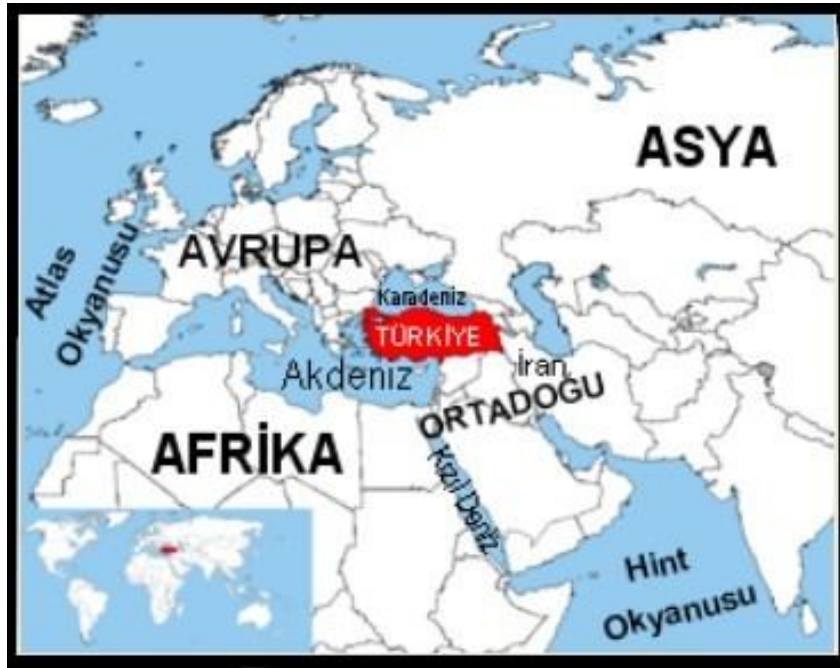 ASYA
AVRUPA
Atlas
Okyanusu
Karadeniz
TÜRKİYE
Akdeniz
İran
ORTADOĞU
AFRİKA
Kızıl Deniz
Hint
Okyanusu